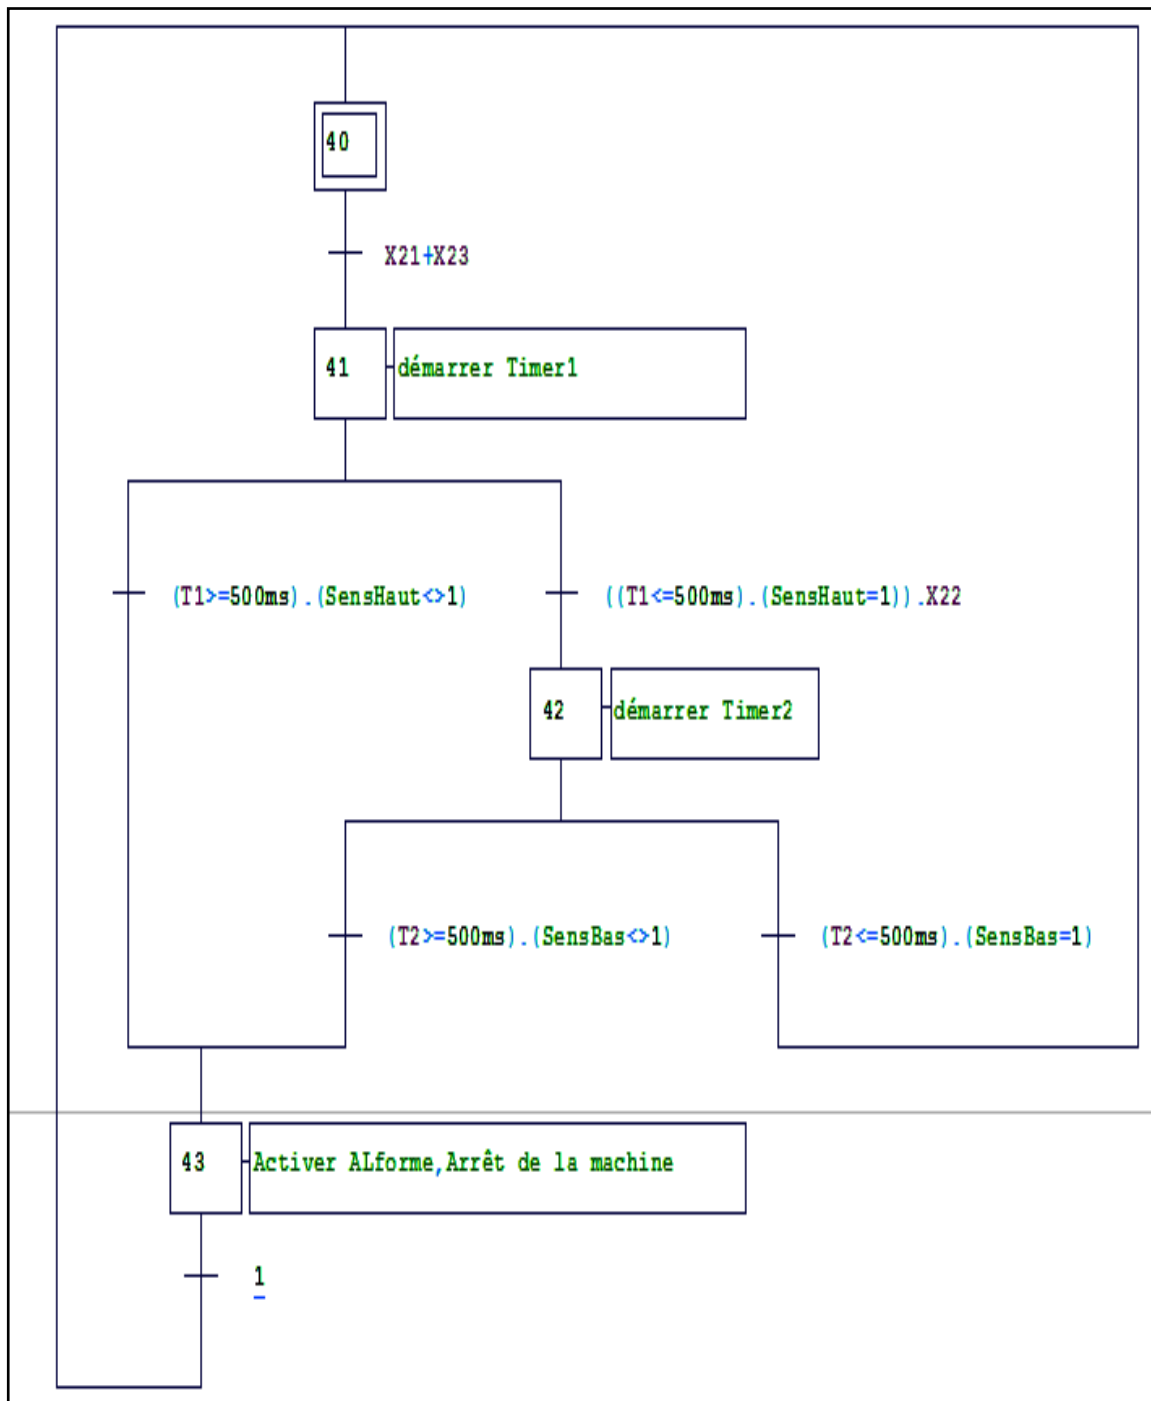 40
X21+X23
41 démarrer Timer1
(T1>=500ms).(SensHaut<>1) ((T1<=500ms).(SensHaut=1)).X22
42 démarrer Timer2
(T2>=500ms).(SensBas<>1) (T2<=500ms).(SensBas=1)
43 Activer ALforme,Arrêt de la machine
1